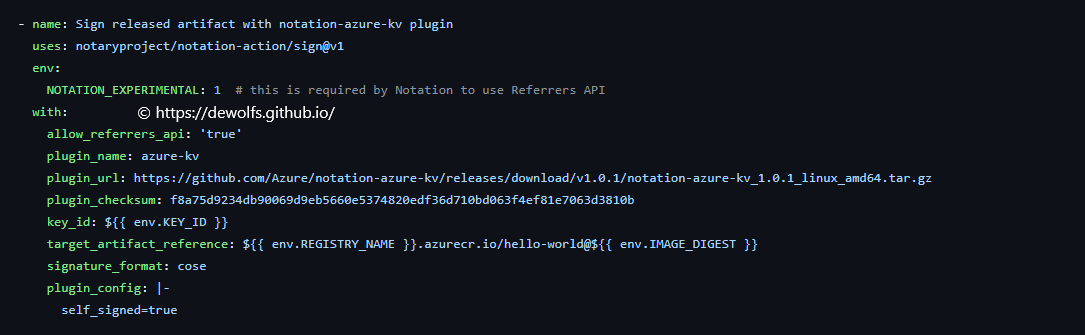 - name: Sign released artifact with notation-azure-kv plugin
uses: notaryproject/notation-action/sign@v1
env:
NOTATION_EXPERIMENTAL: 1 # this is required by Notation to use Referrers API
with:
© https://dewolfs.github.io/
allow_referrers_api: 'true'
plugin_name: azure-kv
plugin_url: https://github.com/Azure/notation-azure-kv/releases/download/v1.0.1/notation-azure-kv_1.0.1_linux_amd64.tar.gz
plugin_checksum: f8a75d9234db90069d9eb5660e5374820edf36d710bd063f4ef81e7063d3810b
key_id: ${{ env.KEY_ID }}
target_artifact_reference: ${{ env.REGISTRY_NAME }}.azurecr.io/hello-world@${{ env.IMAGE_DIGEST }}
signature_format: cose
plugin_config: |-
self_signed=true